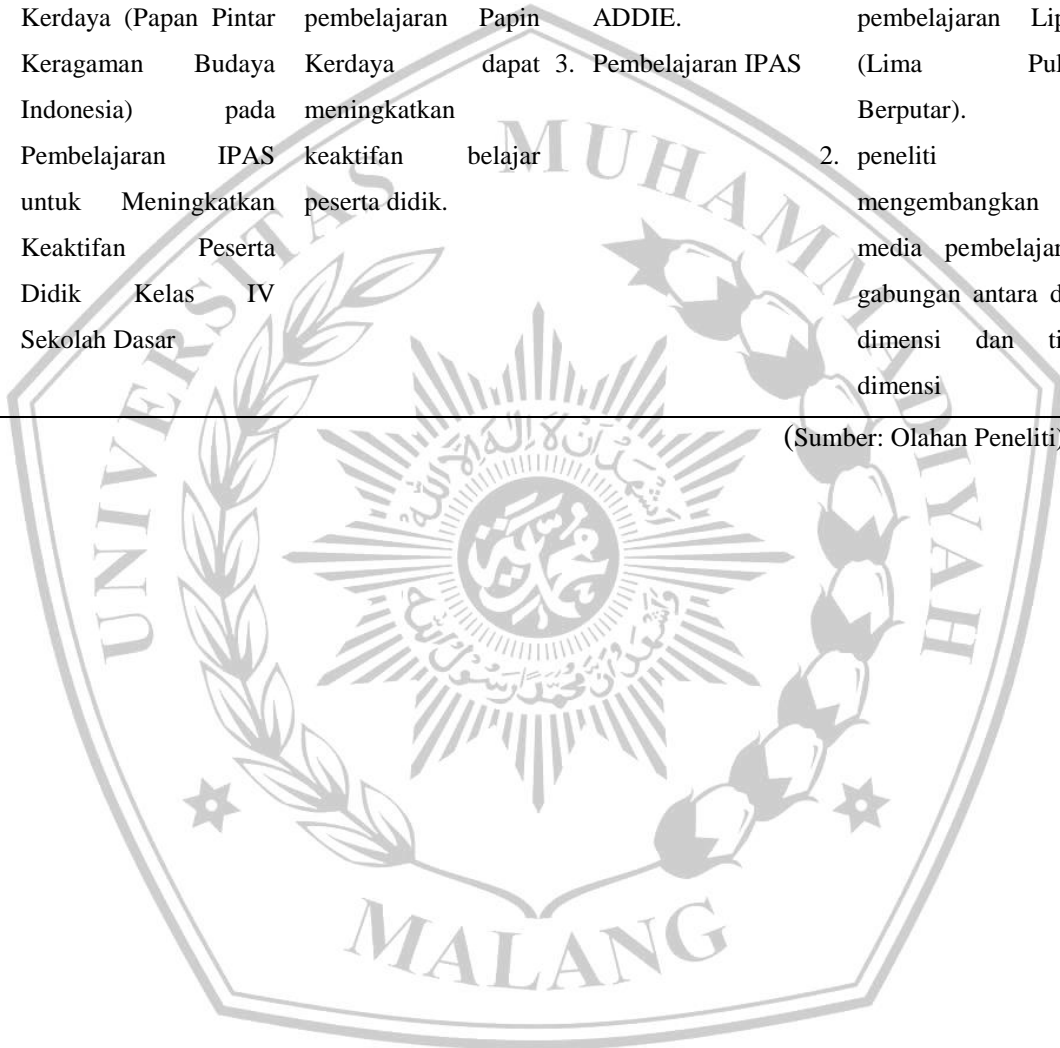 Kerdaya (Papan Pintar
Keragaman Budaya
Indonesia) pada
Pembelajaran IPAS
untuk Meningkatkan
Keaktifan Peserta
Didik Kelas IV
Sekolah Dasar
pembelajaran Papin
Kerdaya dapat
meningkatkan
keaktifan belajar
peserta didik.
ADDIE.
3. Pembelajaran IPAS
pembelajaran
(Lima
Berputar).
2. peneliti
mengembangkan
media
gabungan antara
dimensi dan
dimensi
(Sumber: Olahan Peneliti)
UNIVERSITAS MUHAMMADIYAH
MALANG